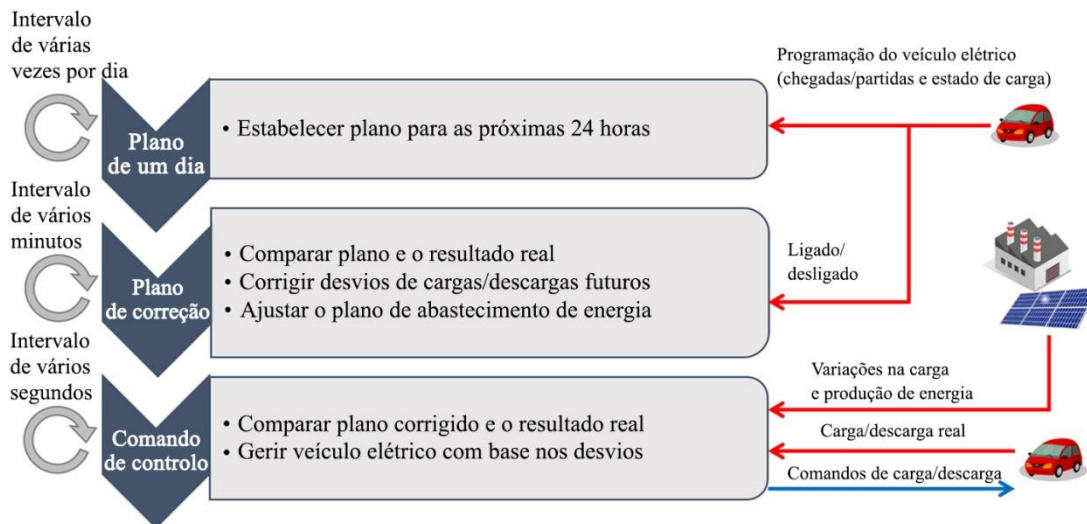 Intervalo
de várias
vezes por dia
Plano
de um dia
• Estabelecer plano para as próximas 24 horas
Programação do veículo elétrico
(chegadas/partidas e estado de carga)
Intervalo
de vários
minutos
Plano
de correção
• Comparar plano e o resultado real
• Corrigir desvios de cargas/descargas futuros
• Ajustar o plano de abastecimento de energia
Ligado/
desligado
Intervalo
de vários
segundos
Comando
de controlo
• Comparar plano corrigido e o resultado real
• Gerir veículo elétrico com base nos desvios
Variações na carga
e produção de energia
Carga/descarga real
Comandos de carga/descarga